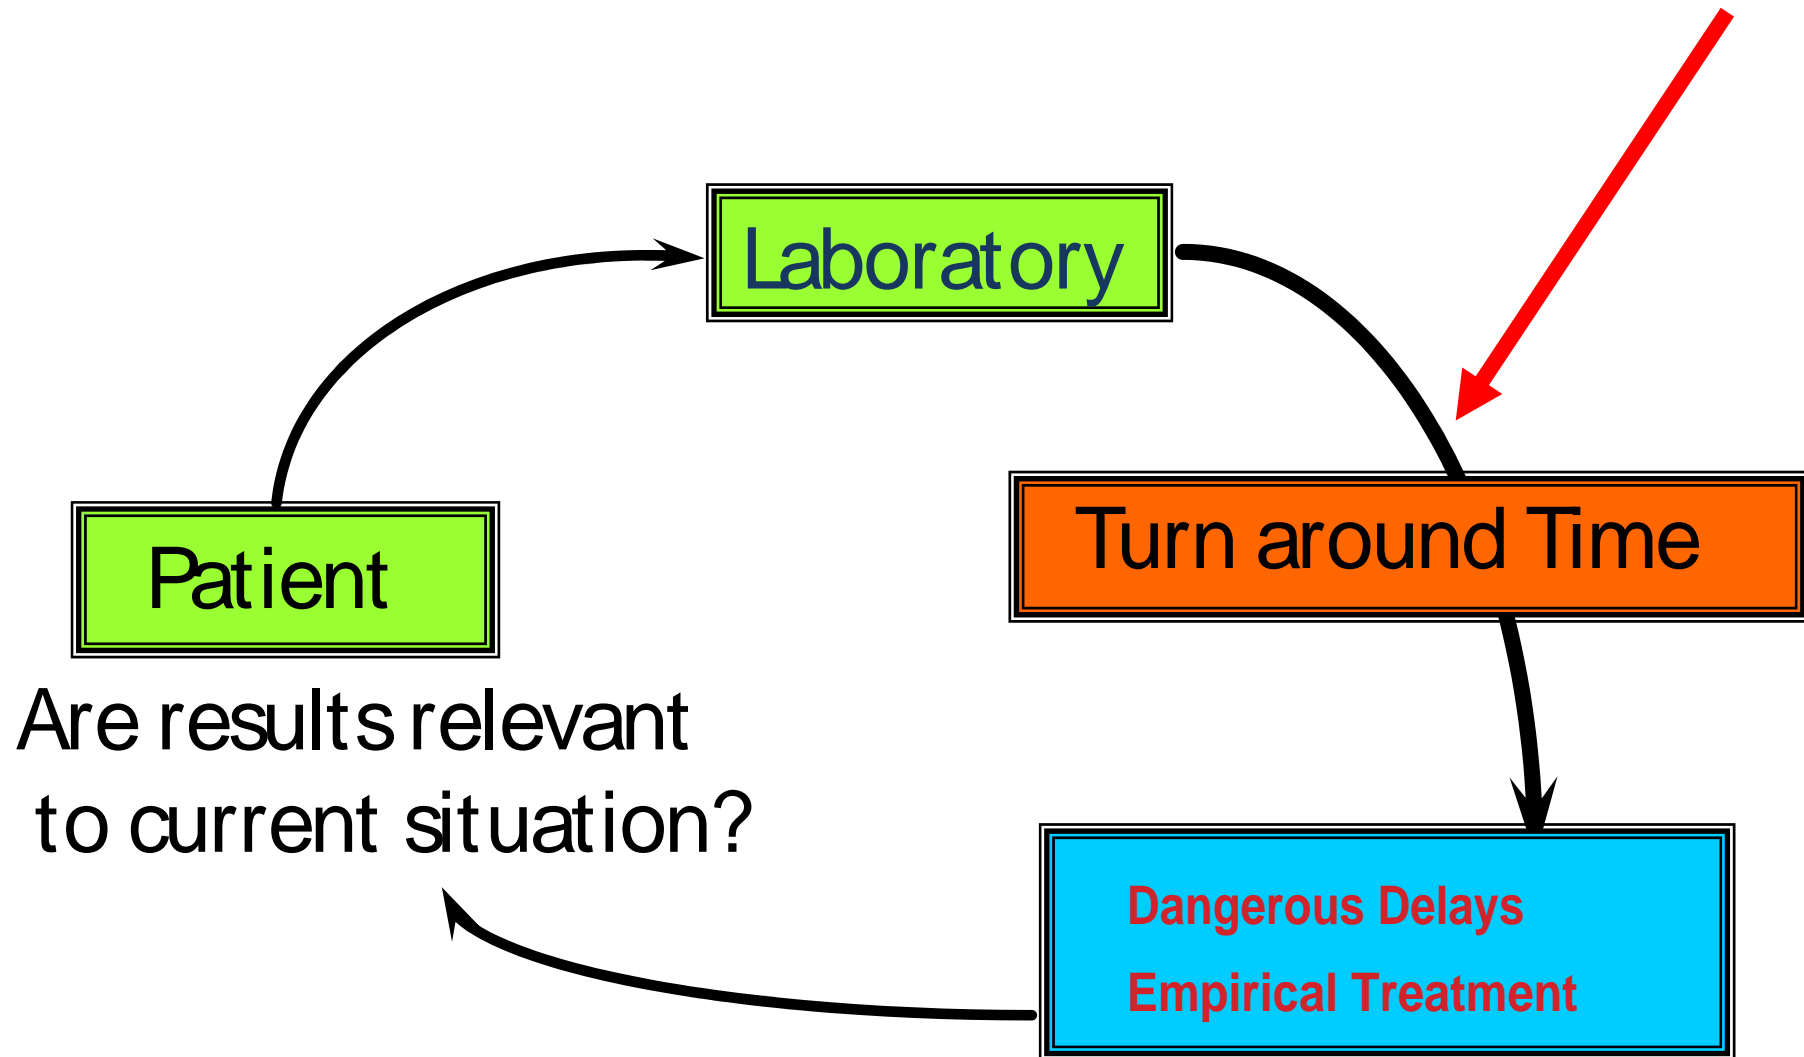 Laboratory
Turn around Time
Patient
Are results relevant
to current situation?
Dangerous Delays
Empirical Treatment